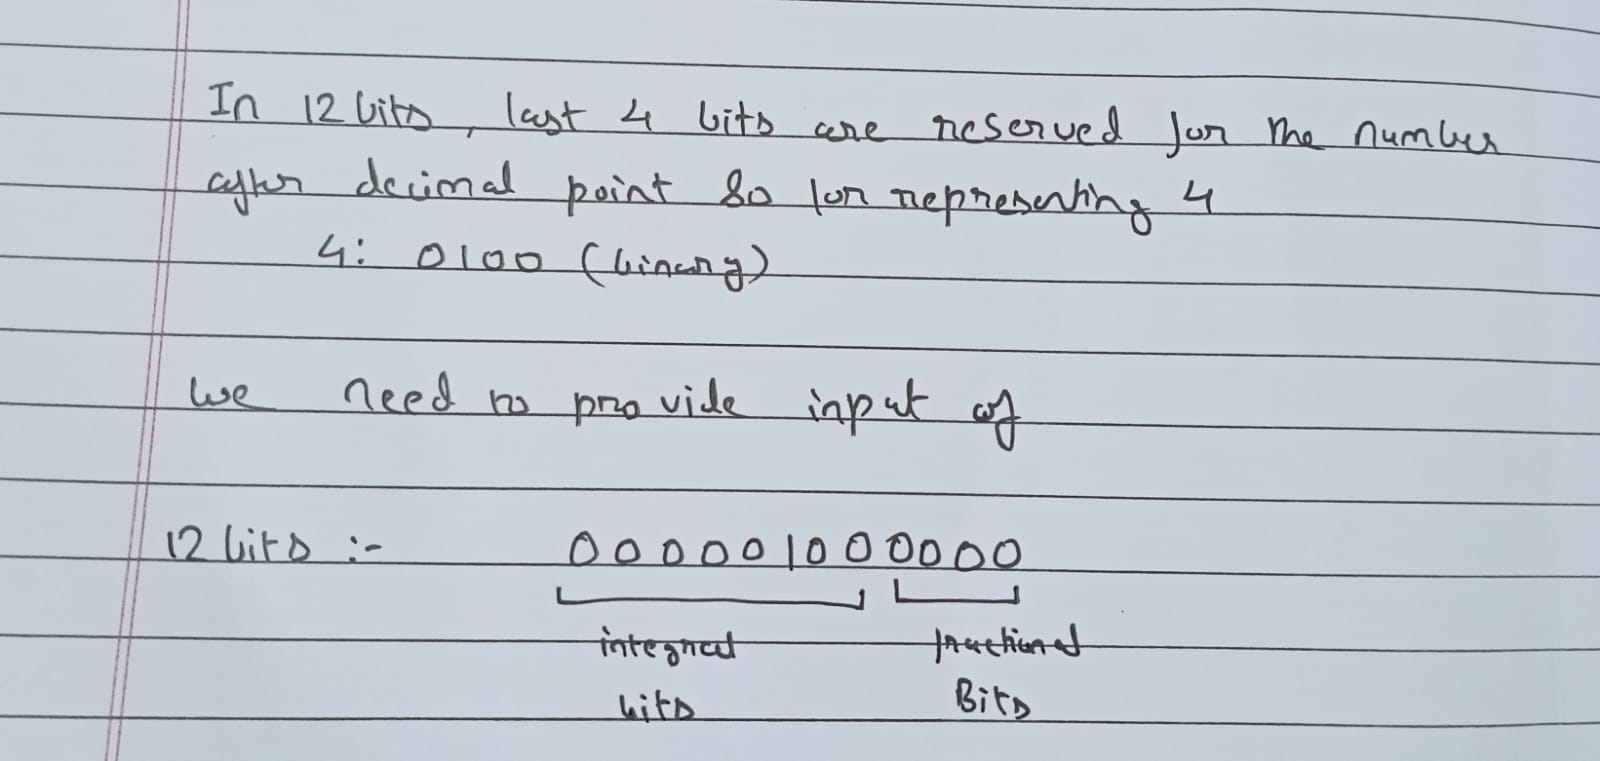 In 12 bits, last 4 bits are reserved for the number
after decimal point so for representing 4
4: 0100 (binary)
we need to provide input of
12 bits :- 000001000000
integral fractional
bits Bits